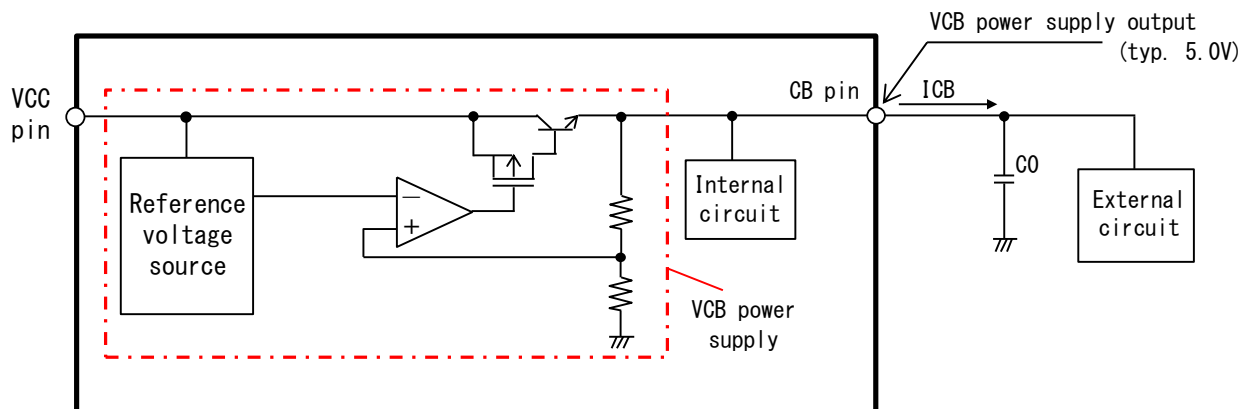 VCB power supply output
(typ. 5.0V)
VCC
pin
CB pin
ICB
Reference
voltage
source
−
+
Internal
circuit
C0
External
circuit
VCB power
supply